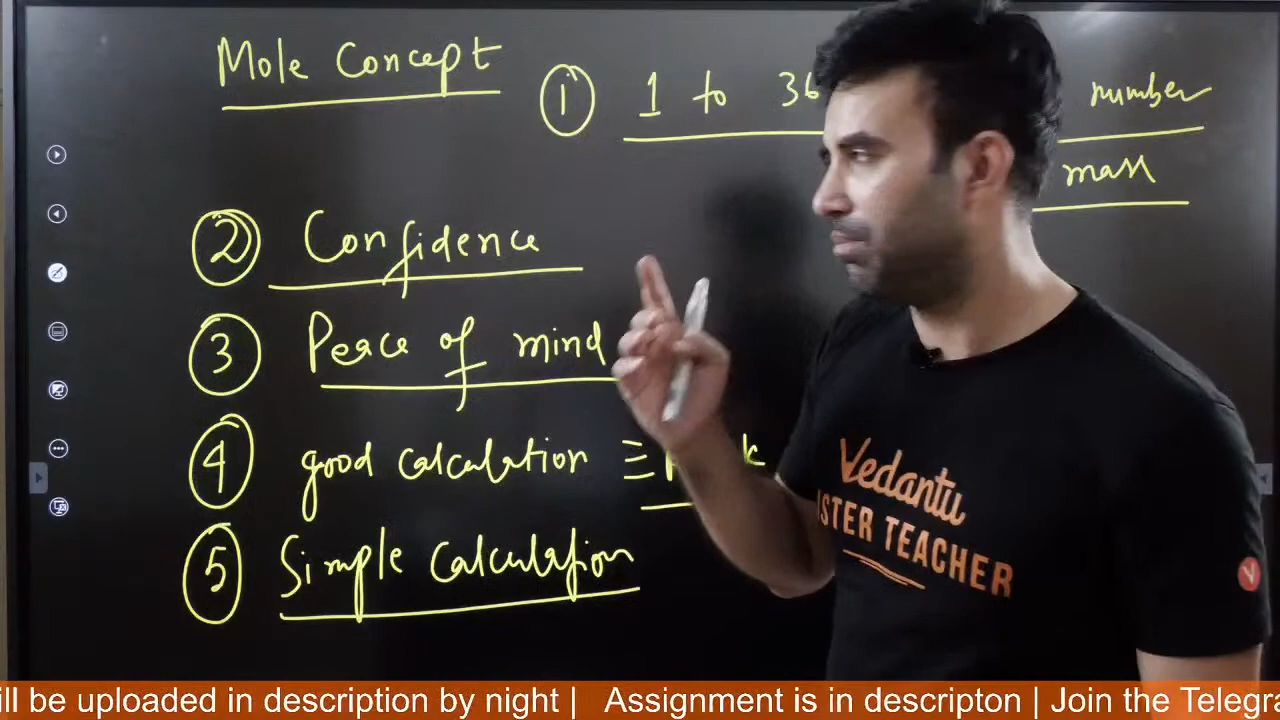 Mole Concept
① 1 to 36 number
mass
② Confidence
③ Peace of mind
④ good calculation ≡
⑤ Simple Calculation
Vedantu
STER TEACHER
V
ill be uploaded in description by night | Assignment is in descripton | Join the Telegra